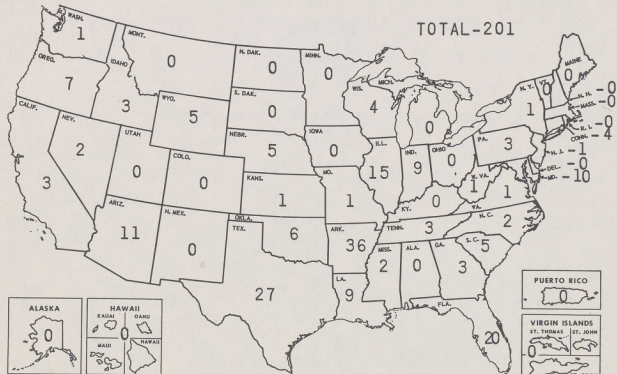 TOTAL-201
WASH.
1
MONT.
0
N. DAK.
0
MINN.
0
MAINE
0
VT.
OREG.
7
IDAHO
3
WYO.
5
S. DAK.
0
WIS.
4
MICH.
0
N. Y.
1
N. H. -0
MASS. -0
R. I. -0
CONN. -4
CALIF.
3
NEV.
2
UTAH
0
COLO.
0
NEBR.
5
IOWA
0
ILL.
15
IND.
9
OHIO
0
PA.
3
N. J. -1
DEL. -0
MD. -10
KANS.
1
MO.
1
KY.
0
W. VA.
1
VA.
1
ARIZ.
11
N. MEX.
0
OKLA.
6
ARK.
36
TENN.
3
N. C.
2
TEX.
27
LA.
9
MISS.
2
ALA.
0
GA.
3
S. C.
5
FLA.
20
ALASKA
0
HAWAII
KAUAI
OAHU
0
MAUI
HAWAII
PUERTO RICO
0
VIRGIN ISLANDS
ST. THOMAS
ST. JOHN
0